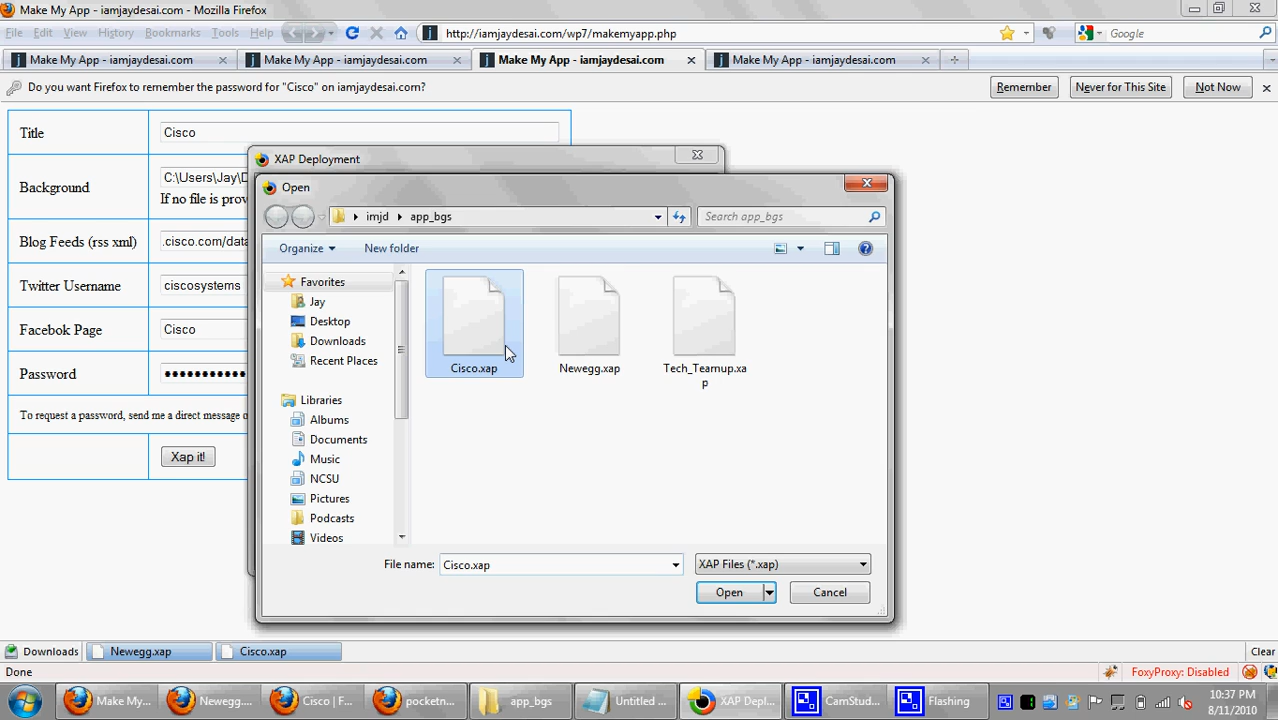 Make My App - iamjaydesai.com - Mozilla Firefox
File Edit View History Bookmarks Tools Help
http://iamjaydesai.com/wp7/makemyapp.php
Google
Make My App - iamjaydesai.com
Make My App - iamjaydesai.com
Make My App - iamjaydesai.com
Make My App - iamjaydesai.com
Do you want Firefox to remember the password for "Cisco" on iamjaydesai.com?
Remember
Never for This Site
Not Now
Title
Cisco
Background
C:\Users\Jay\D
If no file is prov
Blog Feeds (rss xml)
.cisco.com/data
Twitter Username
ciscosystems
Facebok Page
Cisco
Password
To request a password, send me a direct message o
Xap it!
XAP Deployment
Open
imjd
app_bgs
Search app_bgs
Organize
New folder
Favorites
Jay
Desktop
Downloads
Recent Places
Libraries
Albums
Documents
Music
NCSU
Pictures
Podcasts
Videos
Cisco.xap
Newegg.xap
Tech_Teamup.xa
p
File name:
Cisco.xap
XAP Files (*.xap)
Open
Cancel
Downloads
Newegg.xap
Cisco.xap
Clear
Done
FoxyProxy: Disabled
Make My...
Newegg....
Cisco | F...
pocketn...
app_bgs
Untitled ...
XAP Depl...
CamStud...
Flashing
10:37 PM
8/11/2010